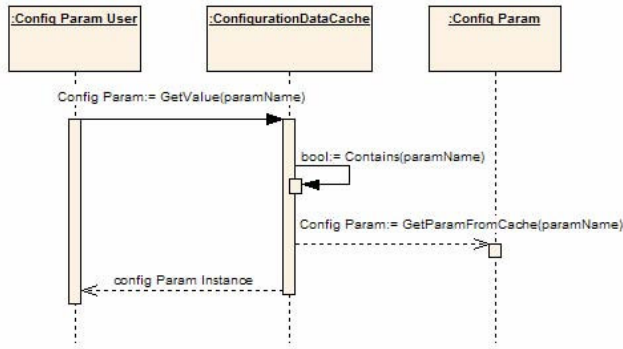 :Config Param User
:ConfigurationDataCache
:Config Param
Config Param:= GetValue(paramName)
bool:= Contains(paramName)
Config Param:= GetParamFromCache(paramName)
config Param Instance